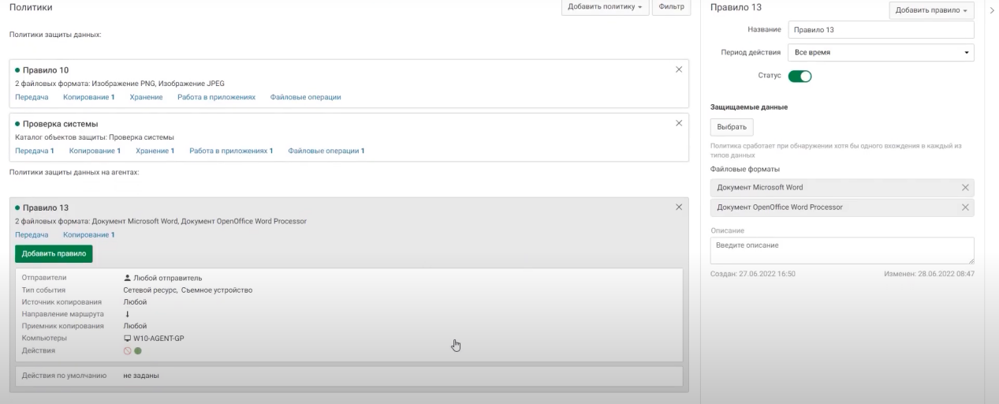 Политики
Добавить политику
Фильтр
Политики защиты данных:
Правило 10
2 файловых формата: Изображение PNG, Изображение JPEG
Передача Копирование 1 Хранение Работа в приложениях Файловые операции
Проверка системы
Каталог объектов защиты: Проверка системы
Передача 1 Копирование 1 Хранение 1 Работа в приложениях 1 Файловые операции 1
Политики защиты данных на агентах:
Правило 13
2 файловых формата: Документ Microsoft Word, Документ OpenOffice Word Processor
Передача Копирование 1
Добавить правило
Отправители Любой отправитель
Тип события Сетевой ресурс, Съемное устройство
Источник копирования Любой
Направление маршрута
Приемник копирования Любой
Компьютеры W10-AGENT-GP
Действия
Действия по умолчанию не заданы
Правило 13
Добавить правило
Название Правило 13
Период действия Все время
Статус
Защищаемые данные
Выбрать
Политика сработает при обнаружении хотя бы одного вхождения в каждый из
типов данных
Файловые форматы
Документ Microsoft Word
Документ OpenOffice Word Processor
Описание
Введите описание
Создан: 27.06.2022 16:50 Изменен: 28.06.2022 08:47